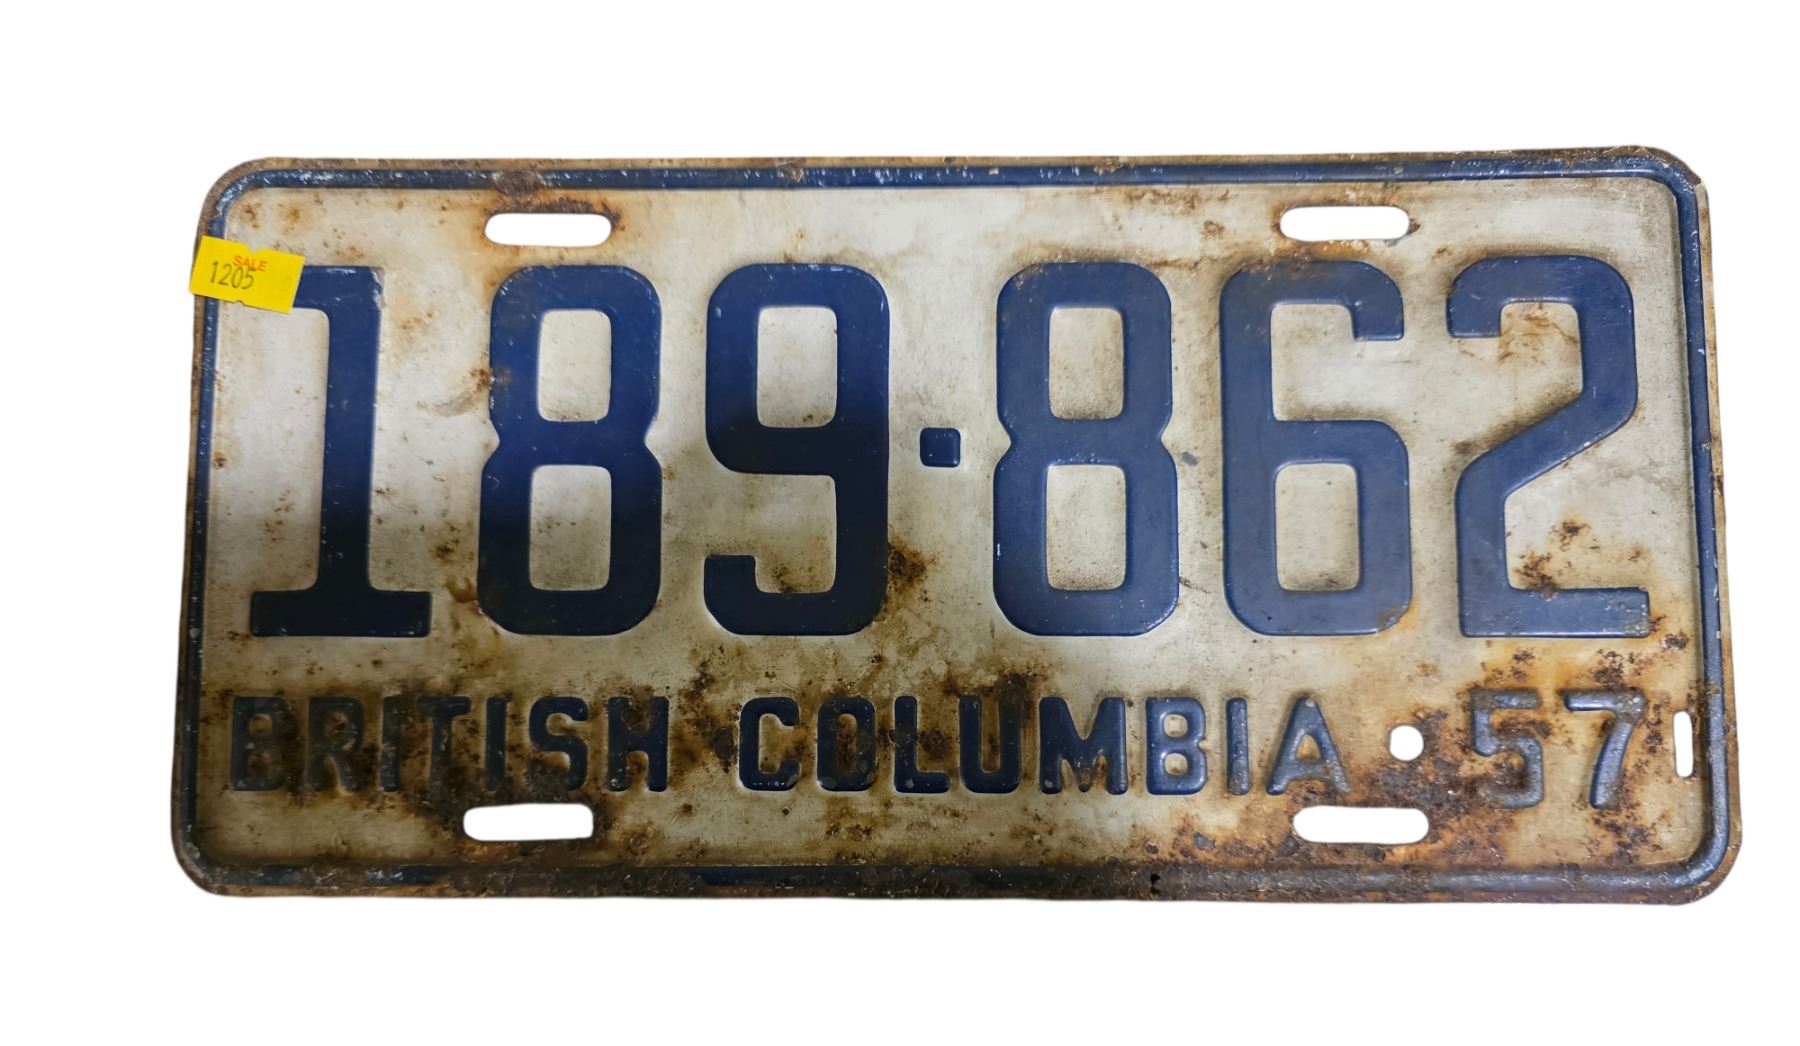 SALE
1205
189·862
BRITISH COLUMBIA 57